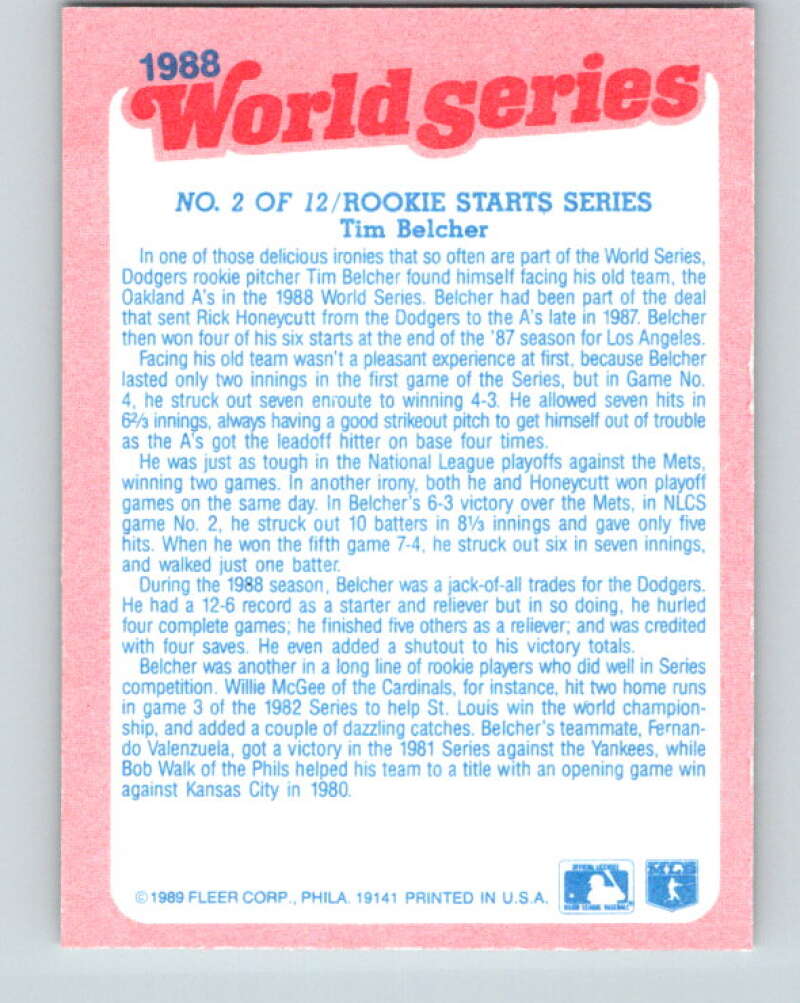 1988
World series
NO. 2 OF 12/ROOKIE STARTS SERIES
Tim Belcher
In one of those delicious ironies that so often are part of the World Series,
Dodgers rookie pitcher Tim Belcher found himself facing his old team, the
Oakland A's in the 1988 World Series. Belcher had been part of the deal
that sent Rick Honeycutt from the Dodgers to the A's late in 1987. Belcher
then won four of his six starts at the end of the '87 season for Los Angeles.
Facing his old team wasn't a pleasant experience at first, because Belcher
lasted only two innings in the first game of the Series, but in Game No.
4, he struck out seven enroute to winning 4-3. He allowed seven hits in
6⅔ innings, always having a good strikeout pitch to get himself out of trouble
as the A's got the leadoff hitter on base four times.
He was just as tough in the National League playoffs against the Mets,
winning two games. In another irony, both he and Honeycutt won playoff
games on the same day. In Belcher's 6-3 victory over the Mets, in NLCS
game No. 2, he struck out 10 batters in 8⅓ innings and gave only five
hits. When he won the fifth game 7-4, he struck out six in seven innings,
and walked just one batter.
During the 1988 season, Belcher was a jack-of-all trades for the Dodgers.
He had a 12-6 record as a starter and reliever but in so doing, he hurled
four complete games; he finished five others as a reliever; and was credited
with four saves. He even added a shutout to his victory totals.
Belcher was another in a long line of rookie players who did well in Series
competition. Willie McGee of the Cardinals, for instance, hit two home runs
in game 3 of the 1982 Series to help St. Louis win the world champion-
ship, and added a couple of dazzling catches. Belcher's teammate, Fernan-
do Valenzuela, got a victory in the 1981 Series against the Yankees, while
Bob Walk of the Phils helped his team to a title with an opening game win
against Kansas City in 1980.
© 1989 FLEER CORP., PHILA. 19141 PRINTED IN U.S.A.
OFFICIAL LICENSEE
MAJOR LEAGUE BASEBALL